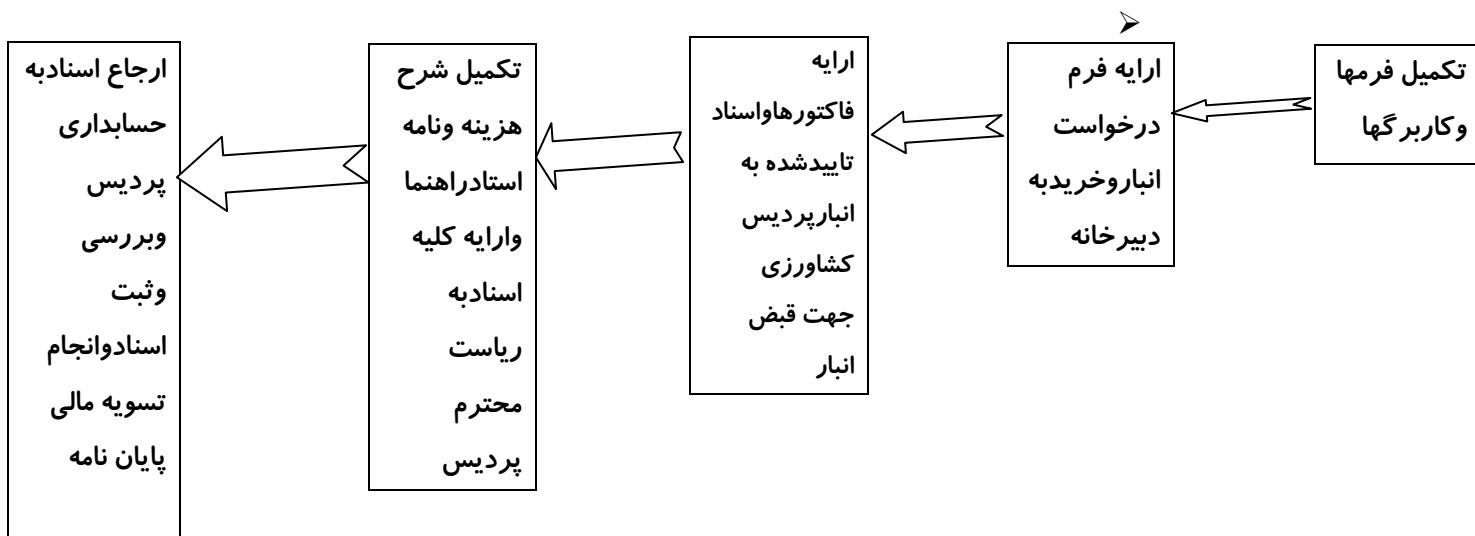 تکمیل فرمها
وکاربرگها
ارایه فرم
درخواست
انباروخریدبه
دبیرخانه
ارایه
فاکتورهاواسناد
تاییدشده به
انبارپردیس
کشاورزی
جهت قبض
انبار
تکمیل شرح
هزینه ونامه
استادراهنما
وارایه کلیه
اسنادبه
ریاست
محترم
پردیس
ارجاع اسنادبه
حسابداری
پردیس
وبررسی
وثبت
اسنادوانجام
تسویه مالی
پایان نامه